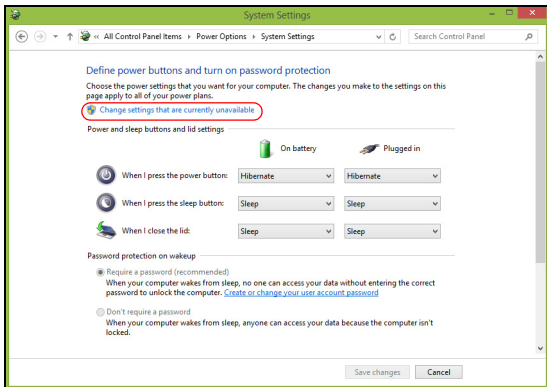 System Settings
« All Control Panel Items ▸ Power Options ▸ System Settings
Search Control Panel
Define power buttons and turn on password protection
Choose the power settings that you want for your computer. The changes you make to the settings on this
page apply to all of your power plans.
Change settings that are currently unavailable
Power and sleep buttons and lid settings
On battery Plugged in
When I press the power button: Hibernate Hibernate
When I press the sleep button: Sleep Sleep
When I close the lid: Sleep Sleep
Password protection on wakeup
Require a password (recommended)
When your computer wakes from sleep, no one can access your data without entering the correct
password to unlock the computer. Create or change your user account password
Don't require a password
When your computer wakes from sleep, anyone can access your data because the computer isn't
locked.
Save changes Cancel